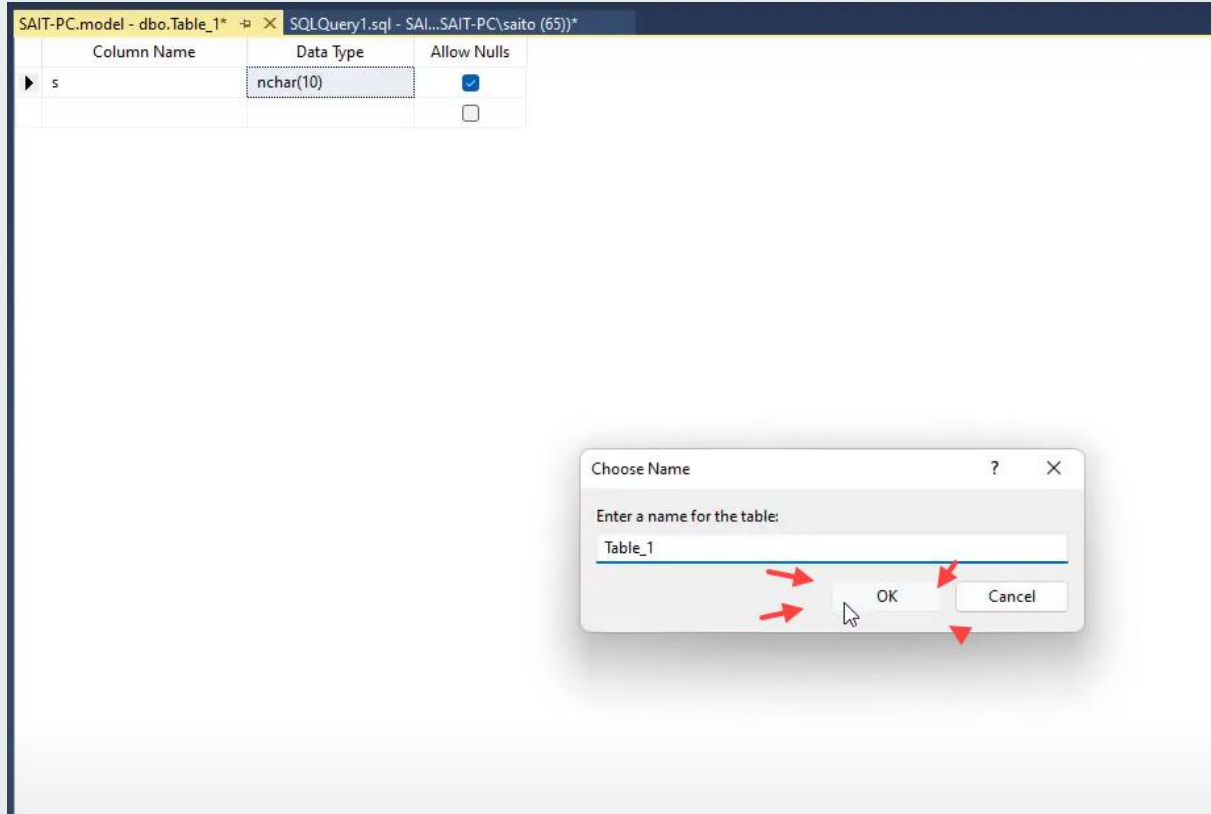 SAIT-PC.model - dbo.Table_1* SQLQuery1.sql - SAI...SAIT-PC\saito (65))*
Column Name Data Type Allow Nulls
s nchar(10)
Choose Name ?
Enter a name for the table:
Table_1
OK Cancel